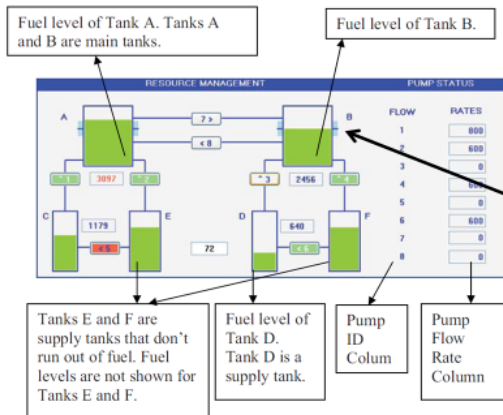 Fuel level of Tank A. Tanks A
and B are main tanks.
Fuel level of Tank B.
RESOURCE MANAGEMENT
PUMP STATUS
A
7 >
< 8
B
FLOW
RATES
1
800
2
600
3
0
4
600
5
0
6
600
7
0
8
0
^ 1
3097
^ 2
^ 3
2456
^ 4
C
1179
E
< 5
72
D
640
F
< 6
Tanks E and F are
supply tanks that don't
run out of fuel. Fuel
levels are not shown for
Tanks E and F.
Fuel level of
Tank D.
Tank D is a
supply tank.
Pump
ID
Colum
Pump
Flow
Rate
Column